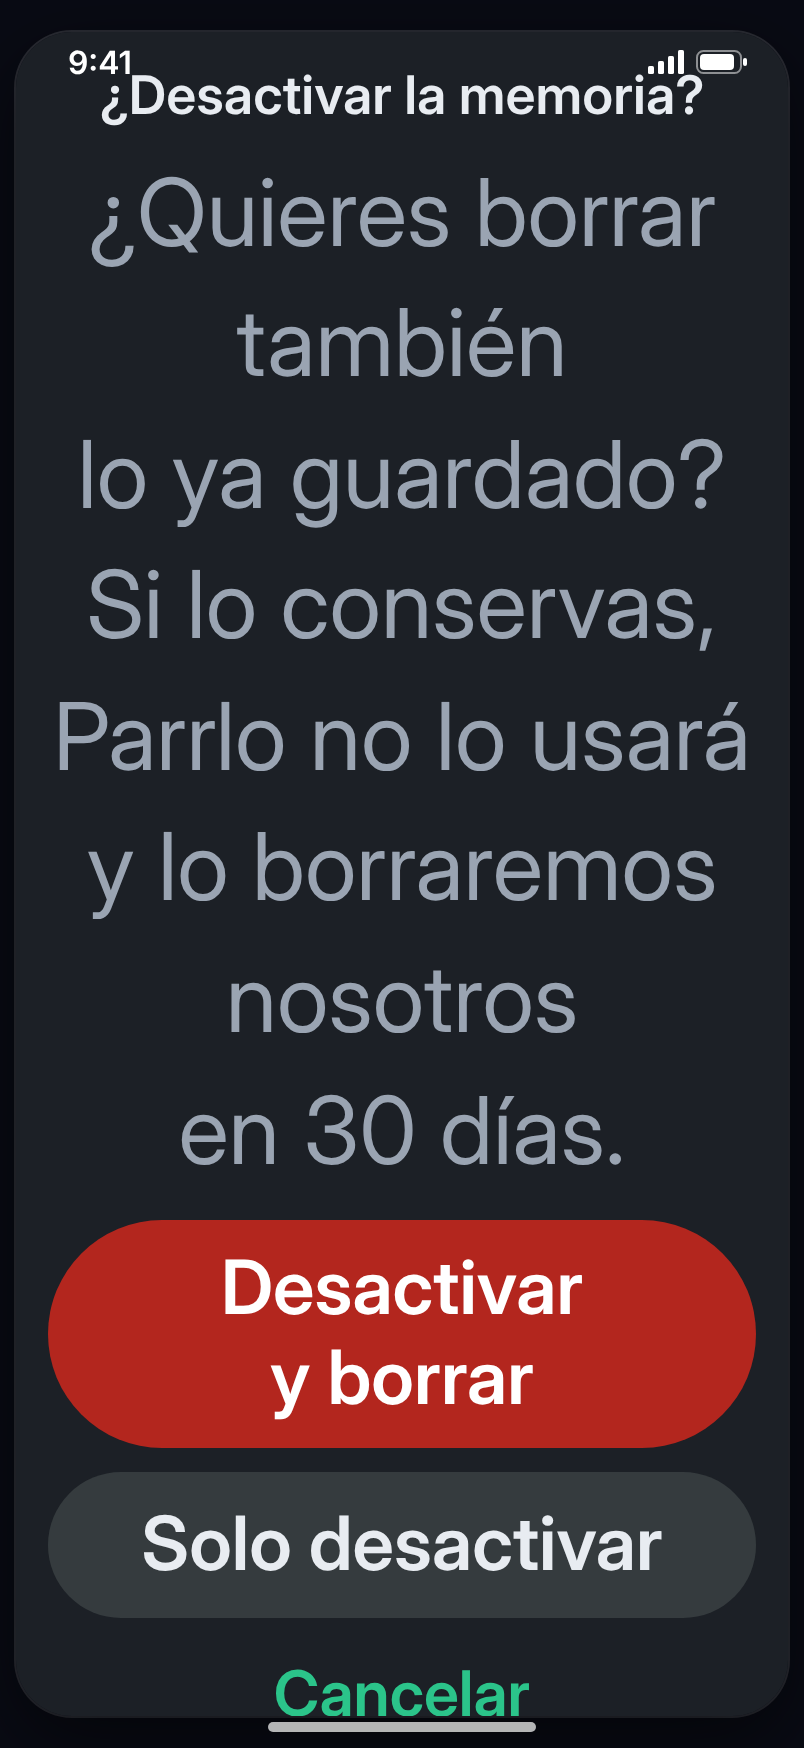 9:41
¿Desactivar la memoria?
¿Quieres borrar
también
lo ya guardado?
Si lo conservas,
Parrlo no lo usará
y lo borraremos
nosotros
en 30 días.
Desactivar
y borrar
Solo desactivar
Cancelar